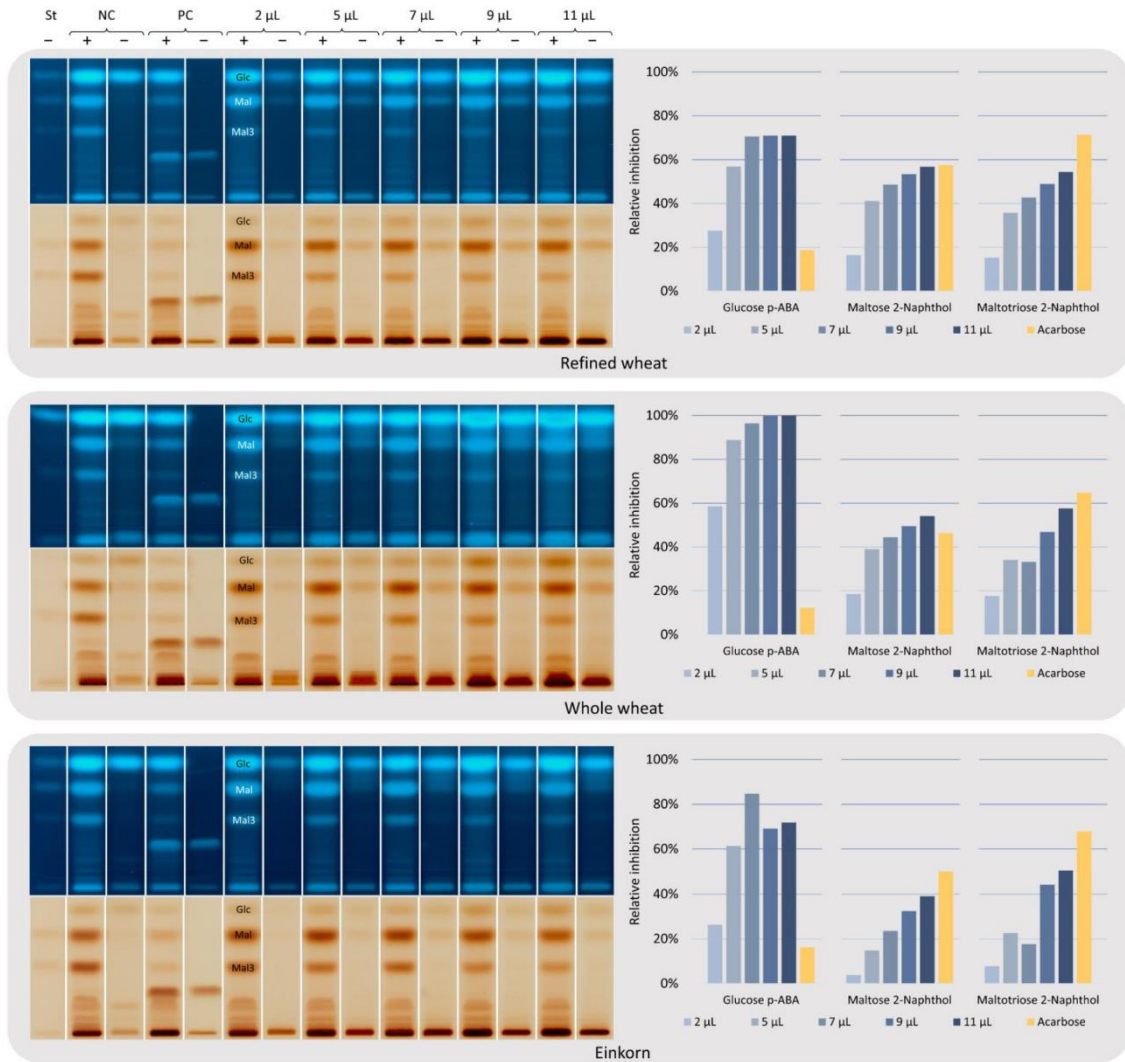 St NC PC 2 µL 5 µL 7 µL 9 µL 11 µL
– + – + – + – + – + – + – + –
Glc
Mal
Mal3
Glc
Mal
Mal3
Relative inhibition
100%
80%
60%
40%
20%
0%
Glucose p-ABA Maltose 2-Naphthol Maltotriose 2-Naphthol
2 µL 5 µL 7 µL 9 µL 11 µL Acarbose
Refined wheat
Glc
Mal
Mal3
Glc
Mal
Mal3
Relative inhibition
100%
80%
60%
40%
20%
0%
Glucose p-ABA Maltose 2-Naphthol Maltotriose 2-Naphthol
2 µL 5 µL 7 µL 9 µL 11 µL Acarbose
Whole wheat
Glc
Mal
Mal3
Glc
Mal
Mal3
Relative inhibition
100%
80%
60%
40%
20%
0%
Glucose p-ABA Maltose 2-Naphthol Maltotriose 2-Naphthol
2 µL 5 µL 7 µL 9 µL 11 µL Acarbose
Einkorn